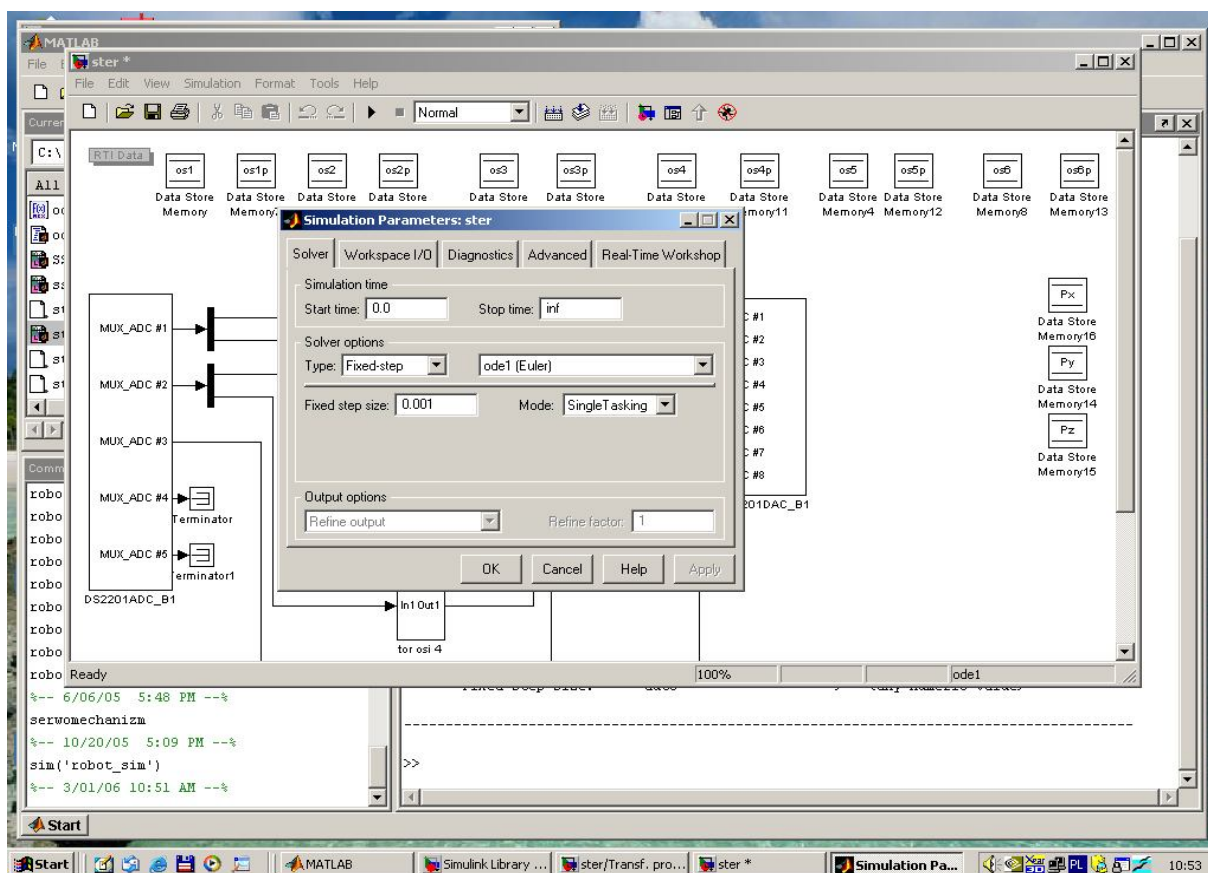 MATLAB
File
ster *
File Edit View Simulation Format Tools Help
Normal
RTI Data
os1 os1p os2 os2p os3 os3p os4 os4p os5 os5p os6 os6p
Data Store Data Store Data Store Data Store Data Store Data Store Data Store Data Store Data Store Data Store Data Store Data Store
Memory Memory4 Memory12 Memory8 Memory13
Simulation Parameters: ster
Solver Workspace I/O Diagnostics Advanced Real-Time Workshop
Simulation time
Start time: 0.0 Stop time: inf
Solver options
Type: Fixed-step ode1 (Euler)
Fixed step size: 0.001 Mode: SingleTasking
Output options
Refine output Refine factor: 1
OK Cancel Help Apply
C:\
All
MUX_ADC #1
MUX_ADC #2
MUX_ADC #3
MUX_ADC #4
MUX_ADC #5
Terminator
DS2201ADC_B1
#1
#2
#3
#4
#5
#6
#7
#8
Px
Data Store
Memory16
Py
Data Store
Memory14
Pz
Data Store
Memory15
In1 Out1
tor osi 4
Ready 100% ode1
%-- 6/06/05 5:48 PM --%
serwomechanizm
%-- 10/20/05 5:09 PM --%
sim('robot_sim')
%-- 3/01/06 10:51 AM --%
>>
Start
Start MATLAB Simulink Library ... ster/Transf. pro... ster * Simulation Pa... PL 10:53